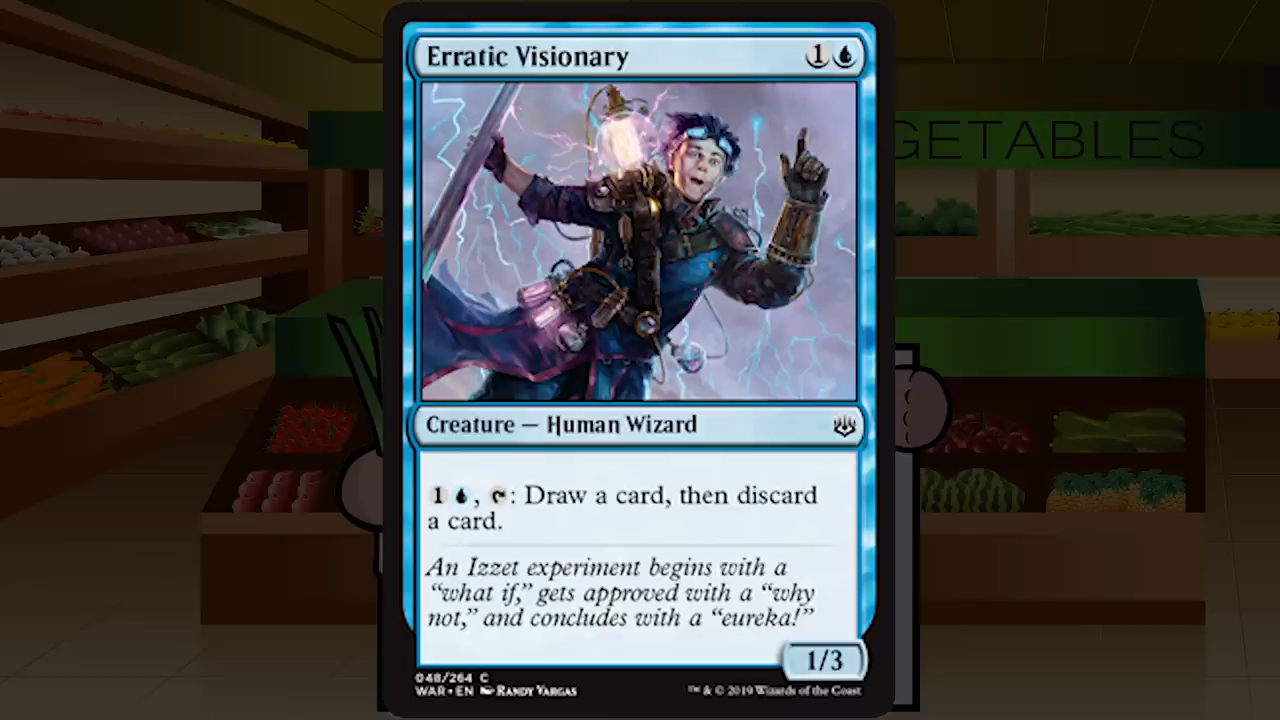 Erratic Visionary
1
GETABLES
Creature — Human Wizard
1 , : Draw a card, then discard
a card.
An Izzet experiment begins with a
“what if,” gets approved with a “why
not,” and concludes with a “eureka!”
1/3
048/264 C
WAR • EN Randy Vargas
™ & © 2019 Wizards of the Coast